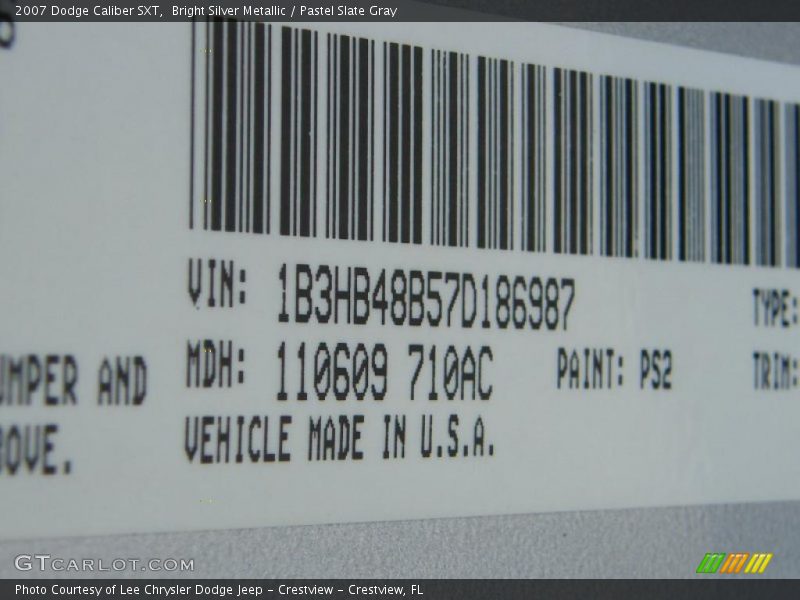 2007 Dodge Caliber SXT,  Bright Silver Metallic / Pastel Slate Gray
VIN: 1B3HB48B57D186987 TYPE:
UMPER AND MDH: 110609 710AC PAINT: PS2 TRIM:
OVE. VEHICLE MADE IN U.S.A.
GTCARLOT.COM
Photo Courtesy of Lee Chrysler Dodge Jeep - Crestview - Crestview, FL